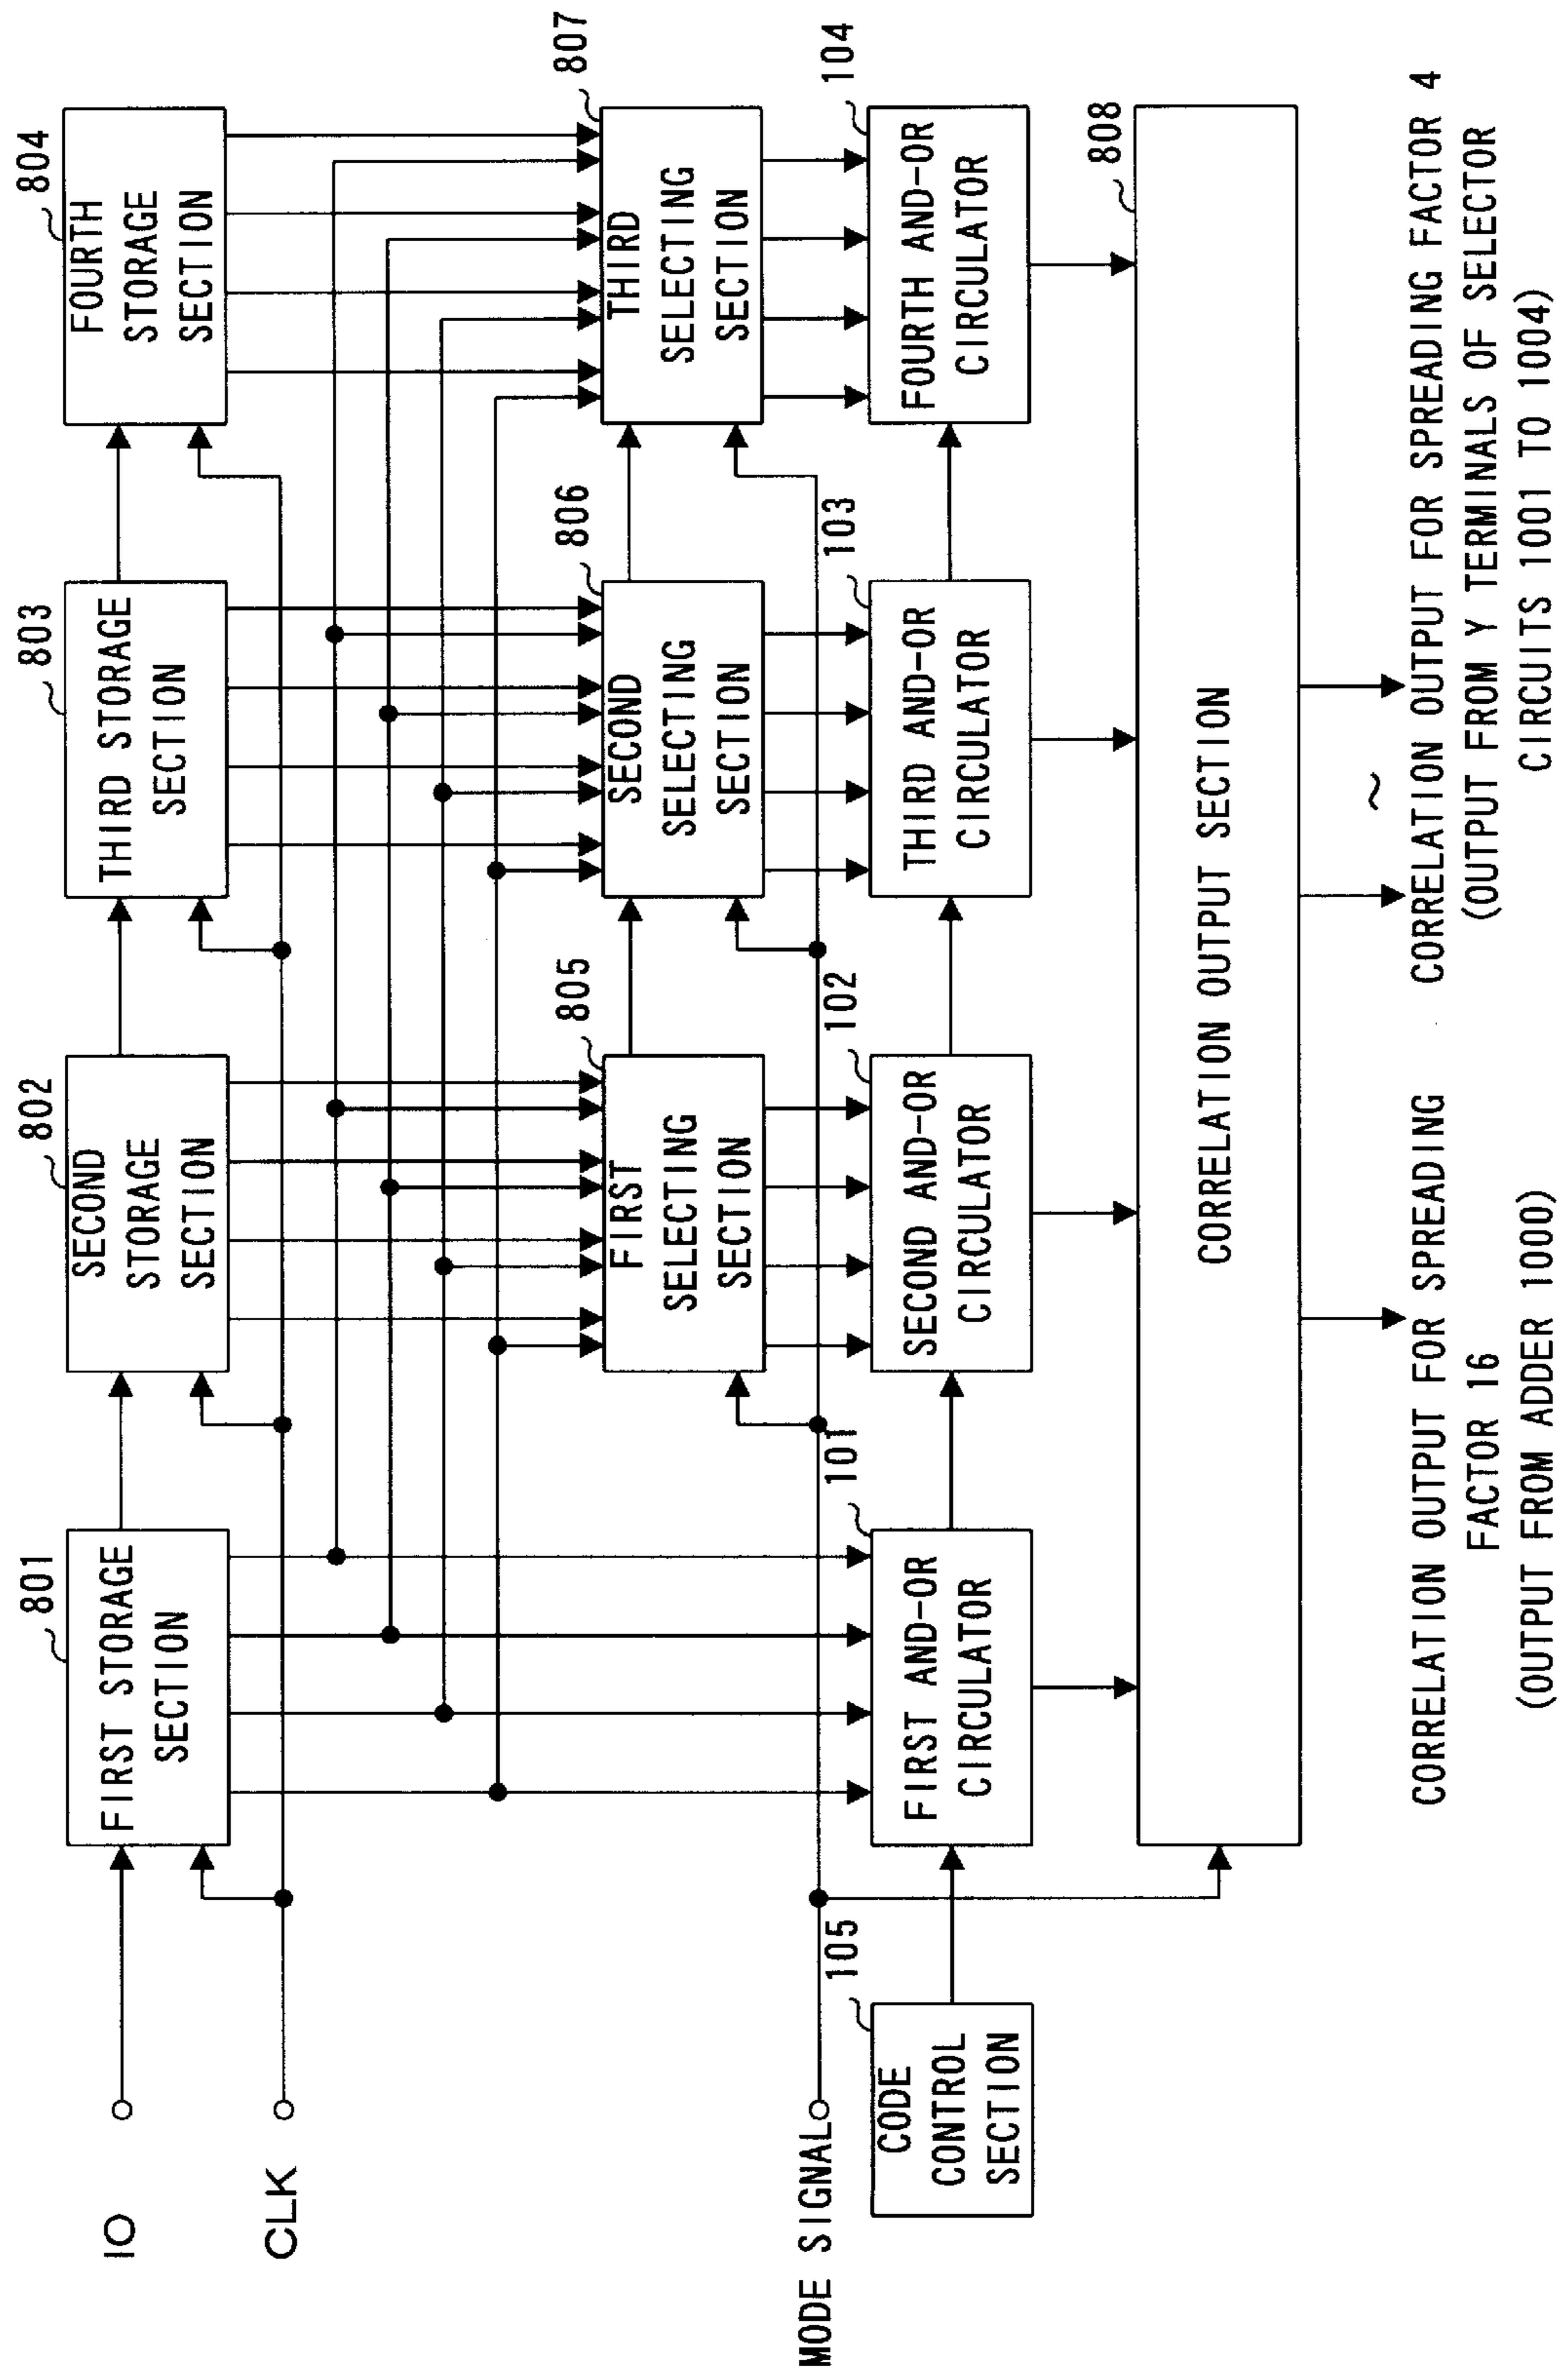 801
802
803
804
FIRST STORAGE
SECTION
SECOND
STORAGE
SECTION
THIRD STORAGE
SECTION
FOURTH
STORAGE
SECTION
IO
CLK
805
806
807
FIRST
SELECTING
SECTION
SECOND
SELECTING
SECTION
THIRD
SELECTING
SECTION
MODE SIGNAL
105
101
102
103
104
CODE
CONTROL
SECTION
FIRST AND-OR
CIRCULATOR
SECOND AND-OR
CIRCULATOR
THIRD AND-OR
CIRCULATOR
FOURTH AND-OR
CIRCULATOR
808
CORRELATION OUTPUT SECTION
~
CORRELATION OUTPUT FOR SPREADING
FACTOR 16
(OUTPUT FROM ADDER 1000)
CORRELATION OUTPUT FOR SPREADING FACTOR 4
(OUTPUT FROM Y TERMINALS OF SELECTOR
CIRCUITS 1001 TO 1004)